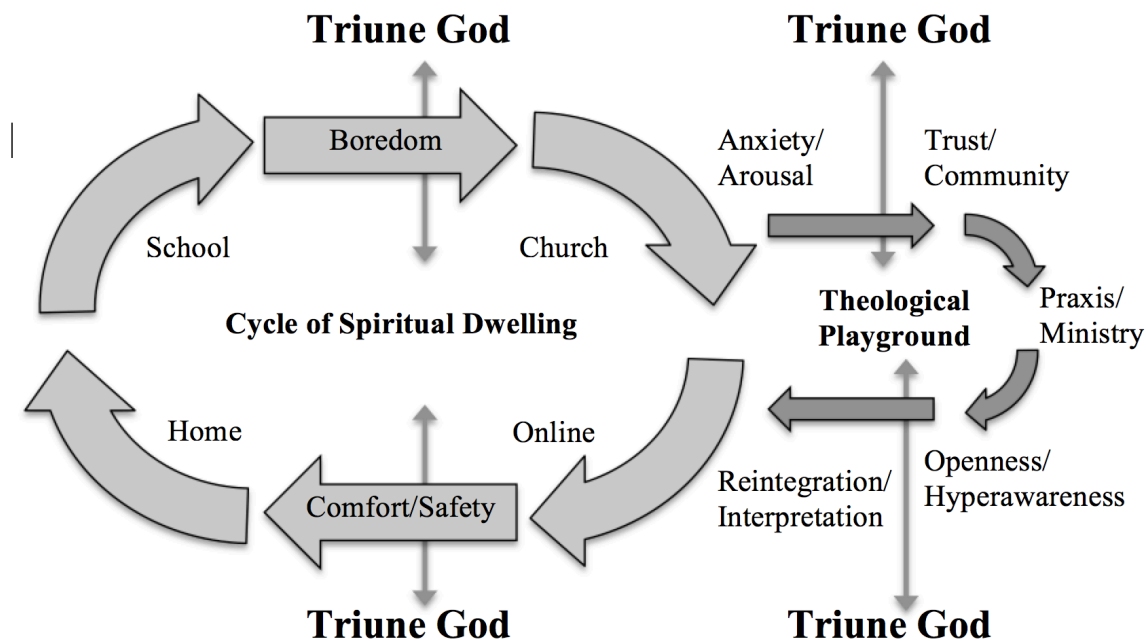 Triune God
Triune God
Boredom
Anxiety/
Arousal
Trust/
Community
School
Church
Cycle of Spiritual Dwelling
Theological
Playground
Praxis/
Ministry
Home
Online
Comfort/Safety
Reintegration/
Interpretation
Openness/
Hyperawareness
Triune God
Triune God